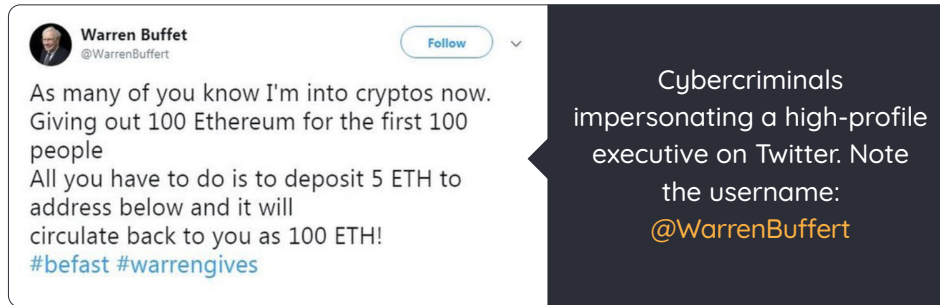 Warren Buffet
@WarrenBuffert
Follow
As many of you know I'm into cryptos now.
Giving out 100 Ethereum for the first 100
people
All you have to do is to deposit 5 ETH to
address below and it will
circulate back to you as 100 ETH!
#befast #warrengives
Cybercriminals
impersonating a high-profile
executive on Twitter. Note
the username:
@WarrenBuffert